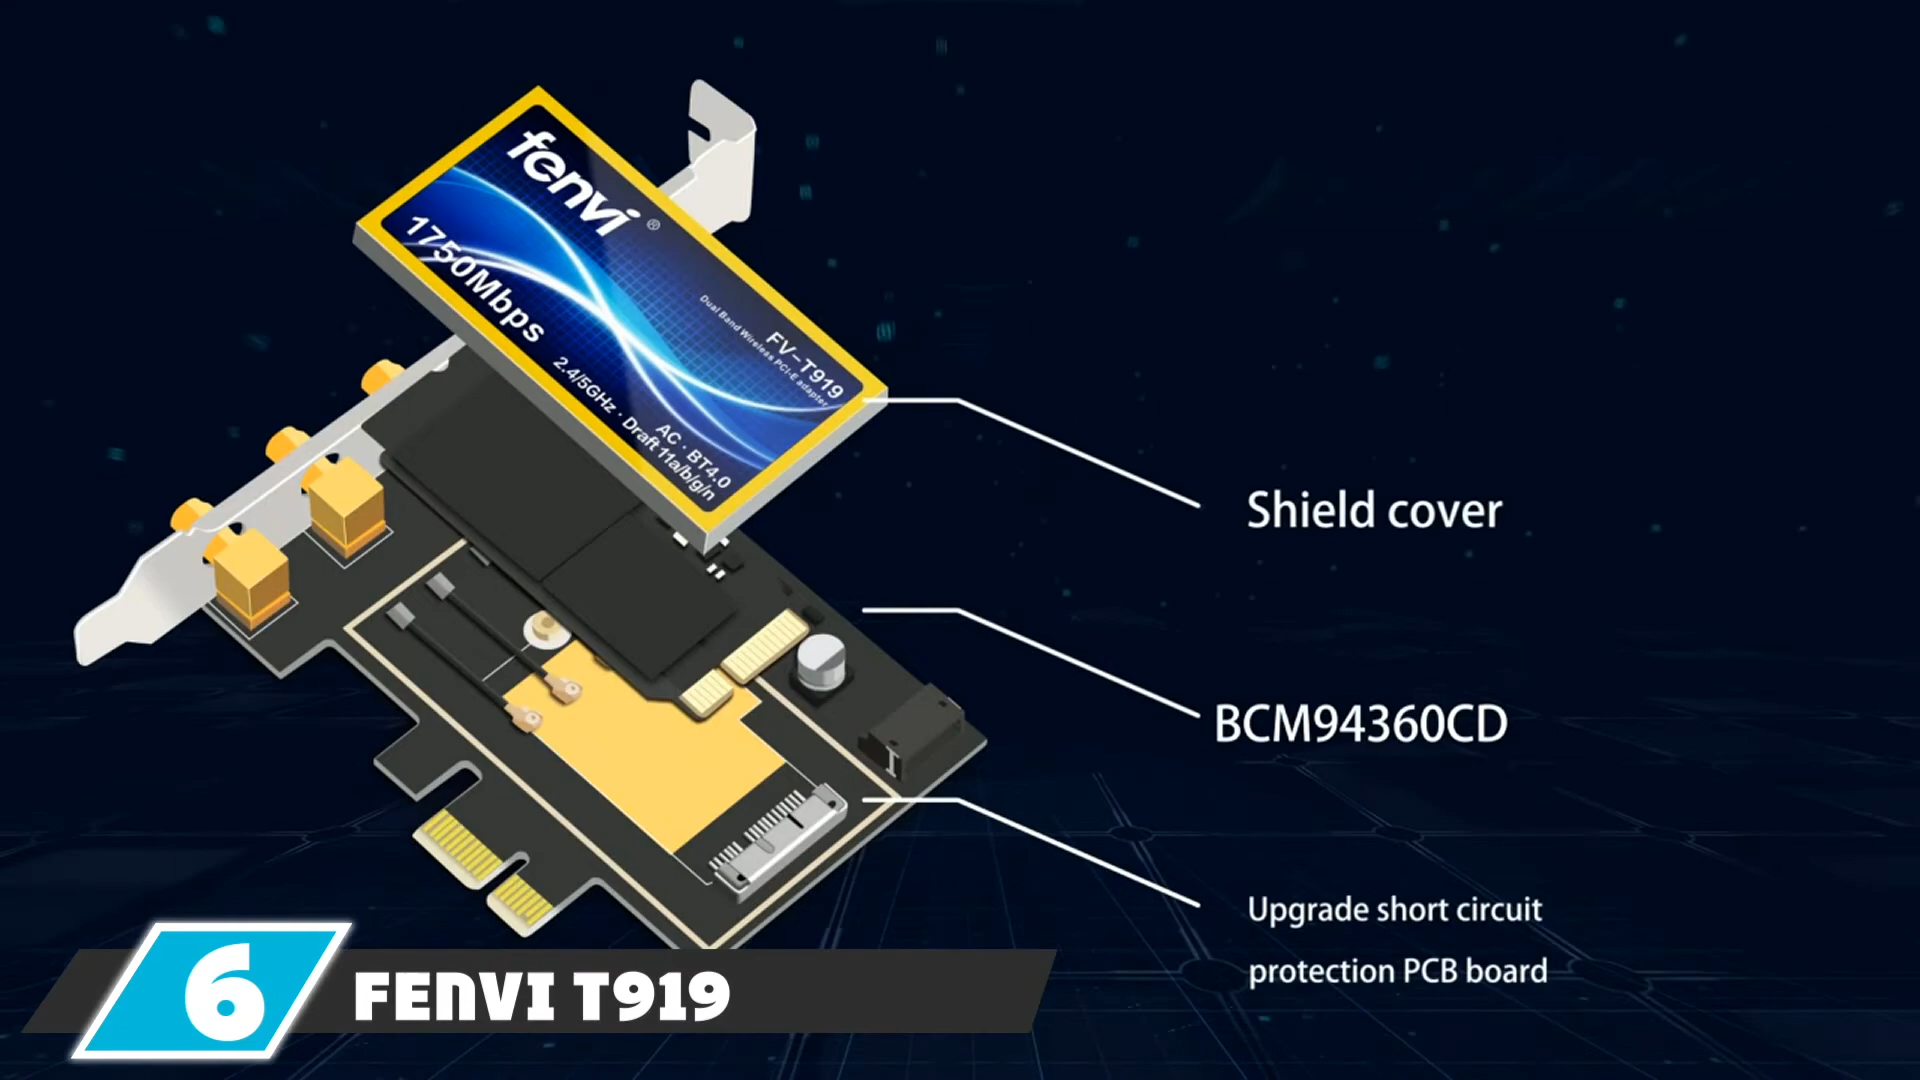 fenvi ®
1750Mbps
FV-T919
Dual Band Wireless PCI-E adapter
AC · BT4.0
2.4/5GHz · Draft 11a/b/g/n
Shield cover
BCM94360CD
Upgrade short circuit
protection PCB board
6 FENVI T919